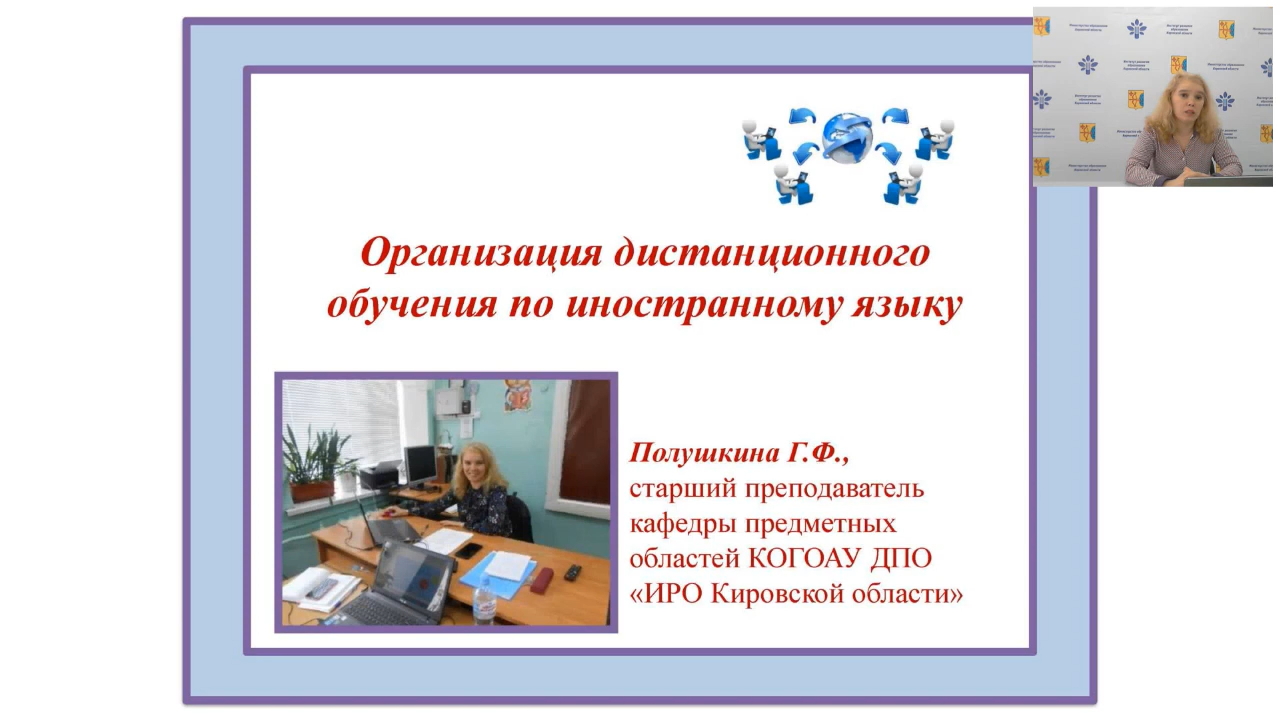 Организация дистанционного
обучения по иностранному языку
Полушкина Г.Ф.,
старший преподаватель
кафедры предметных
областей КОГОАУ ДПО
«ИРО Кировской области»